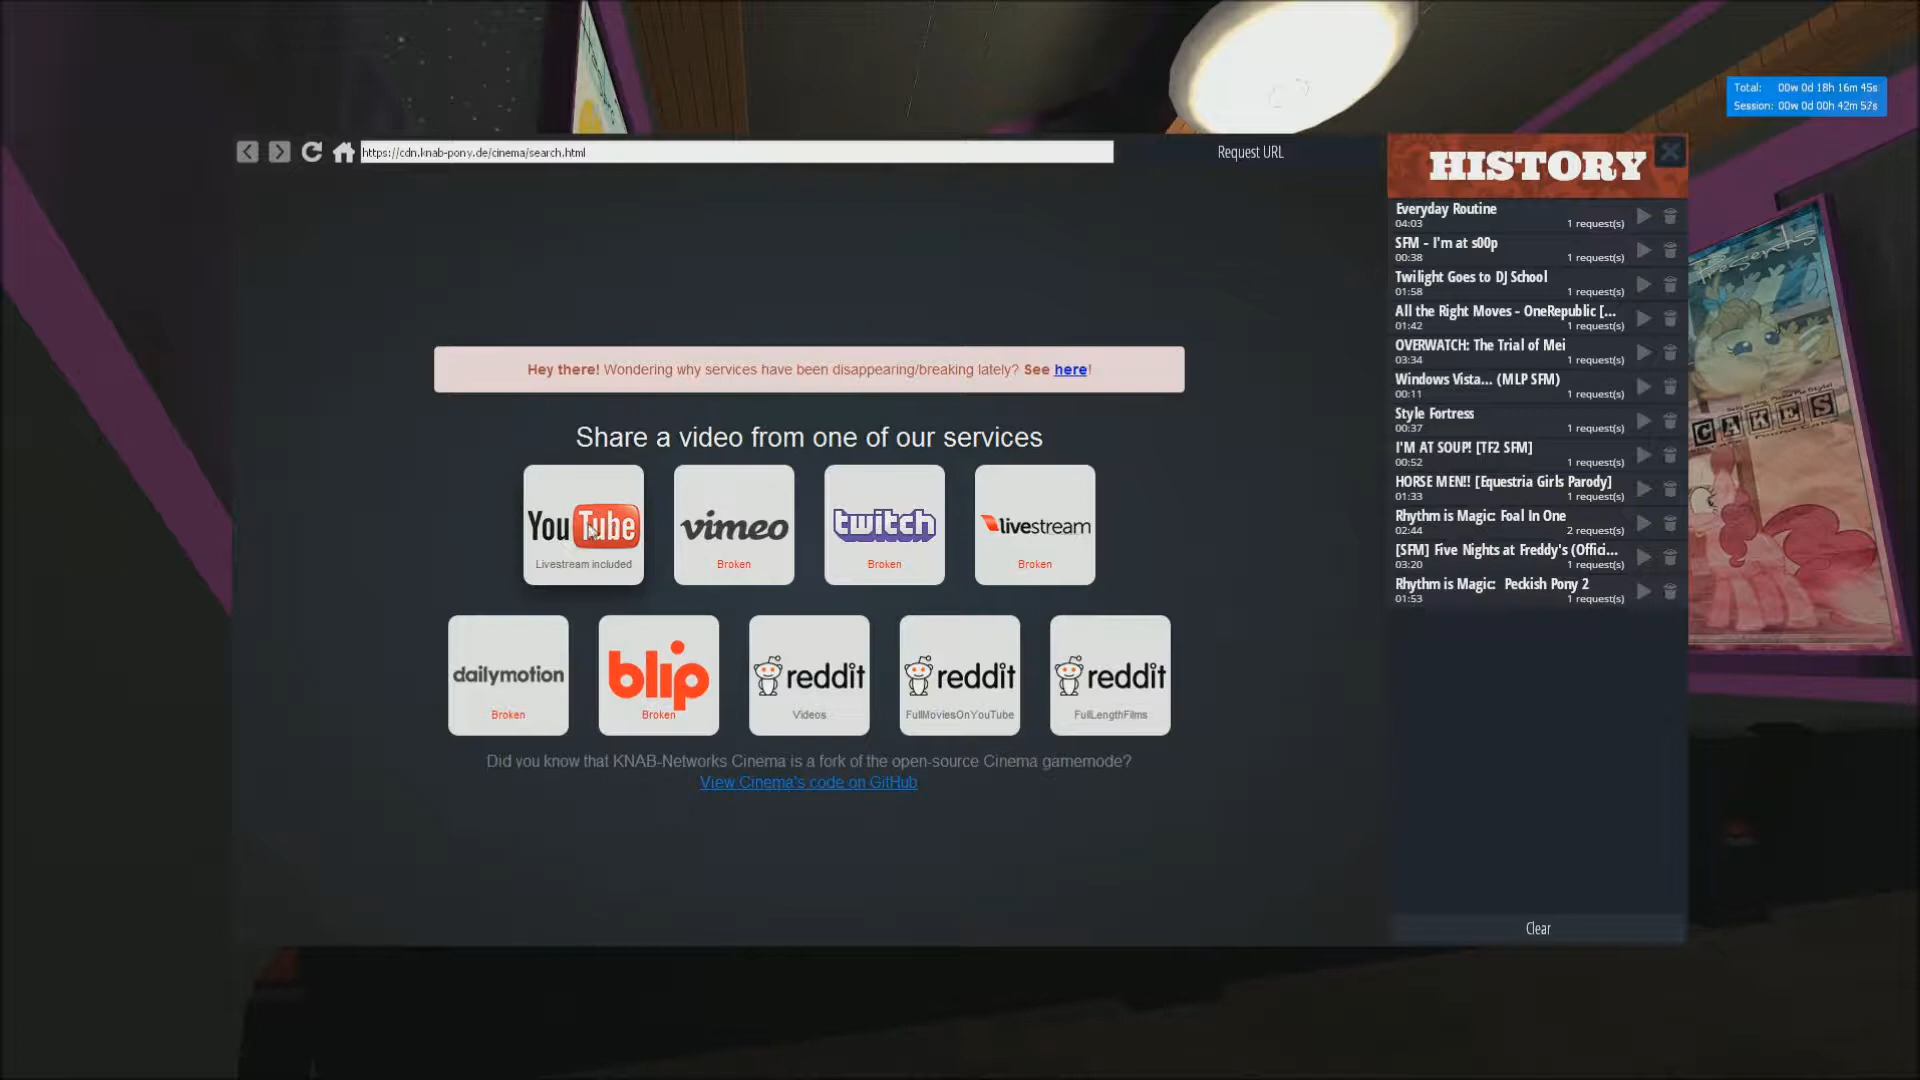 Total: 00w 0d 18h 16m 45s
Session: 00w 0d 00h 42m 57s
https://cdn.knab-pony.de/cinema/search.html
Request URL
HISTORY
Everyday Routine
04:03 1 request(s)
SFM - I'm at s00p
00:38 1 request(s)
Twilight Goes to DJ School
01:58 1 request(s)
All the Right Moves - OneRepublic [...
01:42 1 request(s)
OVERWATCH: The Trial of Mei
03:34 1 request(s)
Windows Vista... (MLP SFM)
00:11 1 request(s)
Style Fortress
00:37 1 request(s)
I'M AT SOUP! [TF2 SFM]
00:52 1 request(s)
HORSE MEN!! [Equestria Girls Parody]
01:33 1 request(s)
Rhythm is Magic: Foal In One
02:44 2 request(s)
[SFM] Five Nights at Freddy's (Offici...
03:20 1 request(s)
Rhythm is Magic: Peckish Pony 2
01:53 1 request(s)
Clear
Hey there! Wondering why services have been disappearing/breaking lately? See here!
Share a video from one of our services
YouTube vimeo twitch livestream
Livestream included Broken Broken Broken
dailymotion blip reddit reddit reddit
Broken Broken Videos FullMoviesOnYouTube FullLengthFilms
Did you know that KNAB-Networks Cinema is a fork of the open-source Cinema gamemode?
View Cinema's code on GitHub
Presents
CAKES